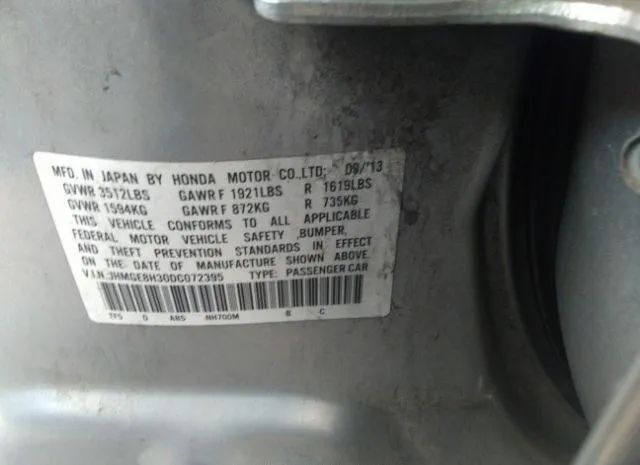 MFD. IN JAPAN BY HONDA MOTOR CO.,LTD; 09/'13
GVWR 3512LBS GAWR F 1921LBS R 1619LBS
GVWR 1594KG GAWR F 872KG R 735KG
THIS VEHICLE CONFORMS TO ALL APPLICABLE
FEDERAL MOTOR VEHICLE SAFETY ,BUMPER,
AND THEFT PREVENTION STANDARDS IN EFFECT
ON THE DATE OF MANUFACTURE SHOWN ABOVE.
V.I.N.:JHMGE8H30DC072395 TYPE: PASSENGER CAR
TF5 0 ABS NH700M B C